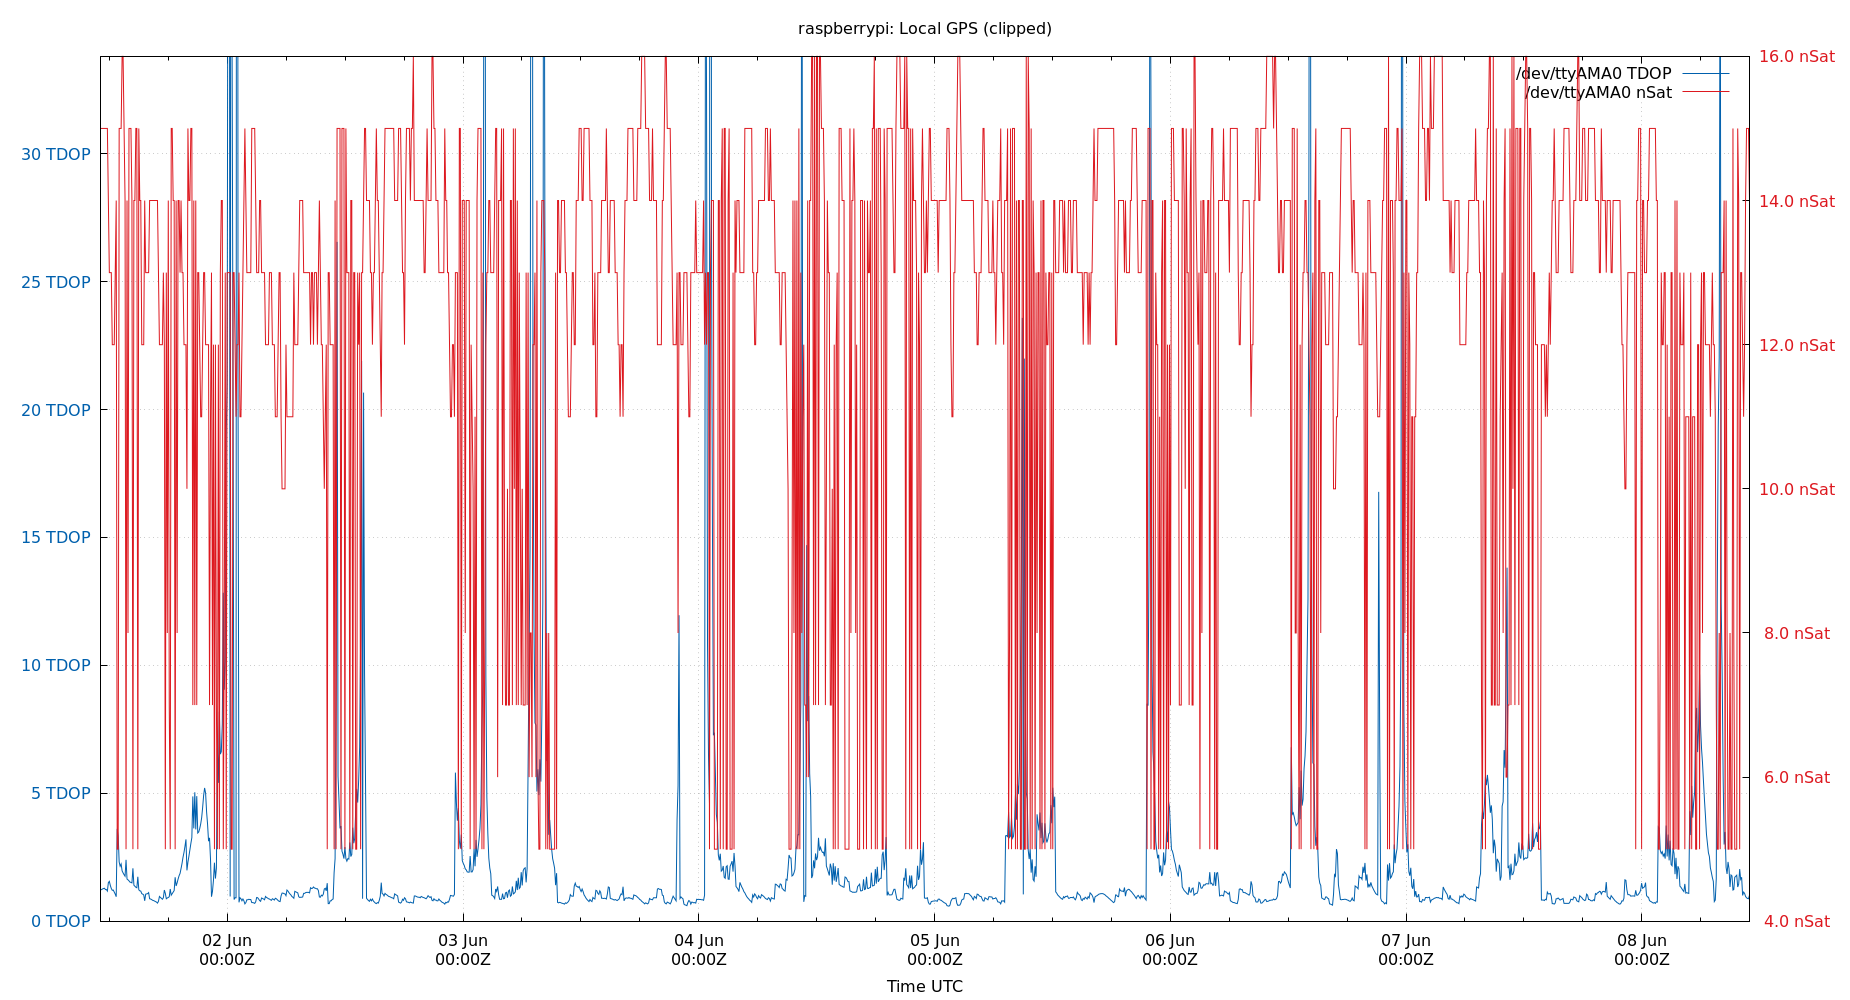 raspberrypi: Local GPS (clipped)
/dev/ttyAMA0 TDOP
/dev/ttyAMA0 nSat
30 TDOP
25 TDOP
20 TDOP
15 TDOP
10 TDOP
5 TDOP
0 TDOP
16.0 nSat
14.0 nSat
12.0 nSat
10.0 nSat
8.0 nSat
6.0 nSat
4.0 nSat
02 Jun
00:00Z
03 Jun
00:00Z
04 Jun
00:00Z
05 Jun
00:00Z
06 Jun
00:00Z
07 Jun
00:00Z
08 Jun
00:00Z
Time UTC